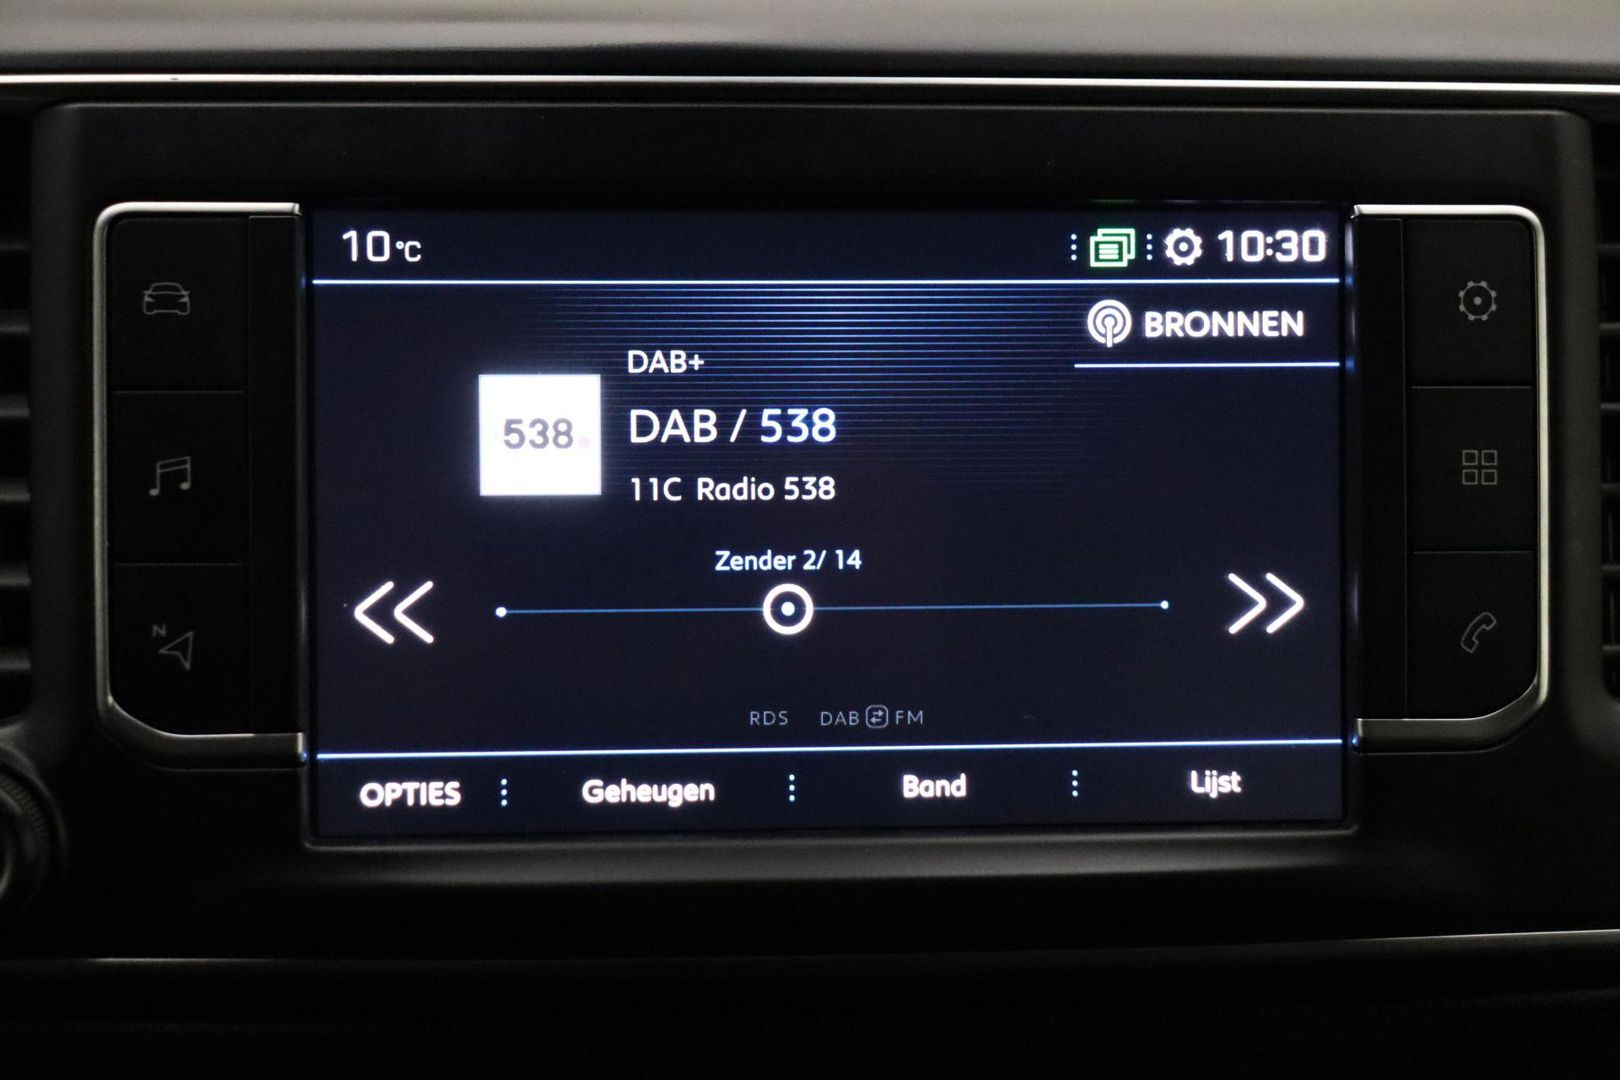 10°C
10:30
BRONNEN
DAB+
538
DAB / 538
11C Radio 538
Zender 2/ 14
N
RDS DAB FM
OPTIES Geheugen Band Lijst